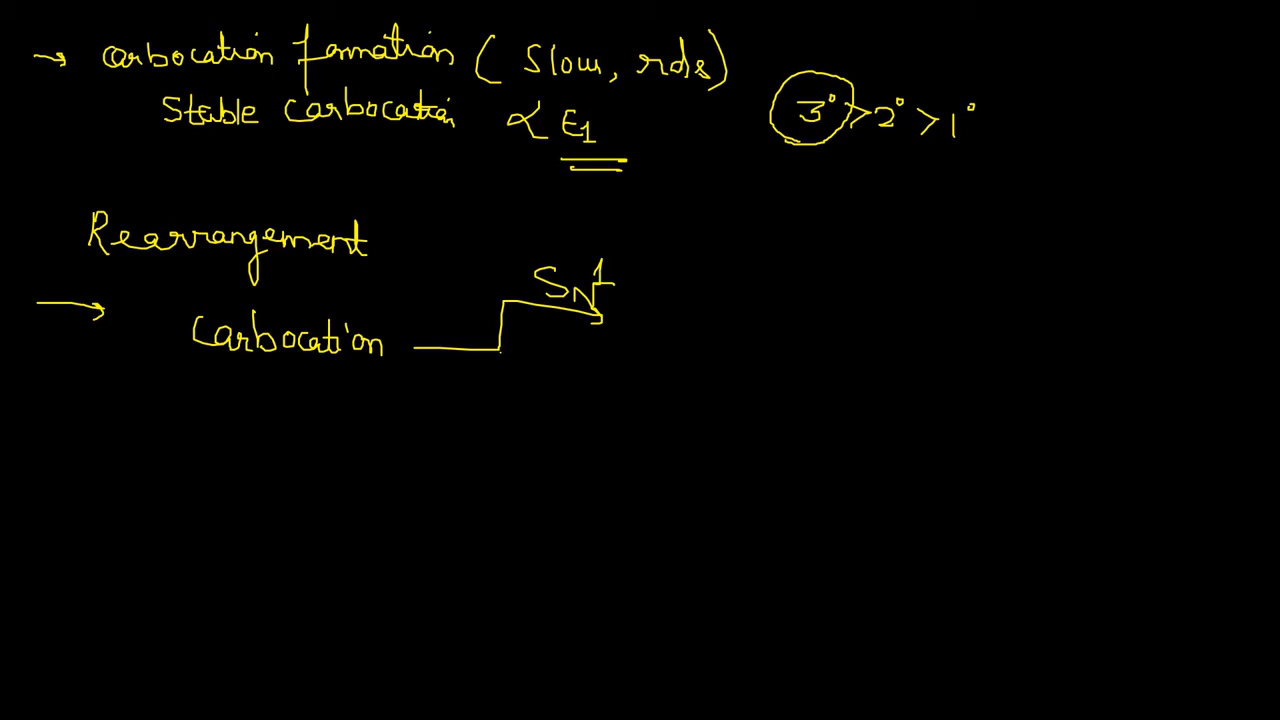 → Carbocation formation ( Slow, rds)
Stable Carbocation ∝ E1
3° > 2° > 1°
Rearrangement
→ Carbocation
SN1